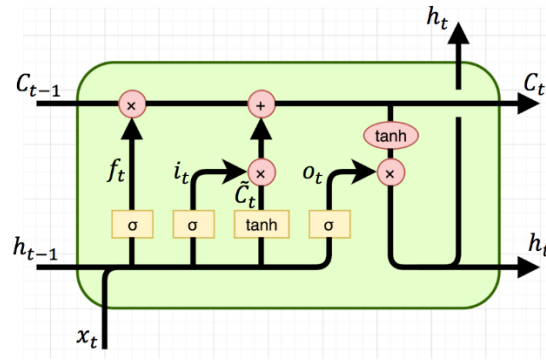 h_t
C_{t-1}
×
+
C_t
tanh
f_t
i_t
×
o_t
×
C̃_t
σ
σ
tanh
σ
h_{t-1}
h_t
x_t